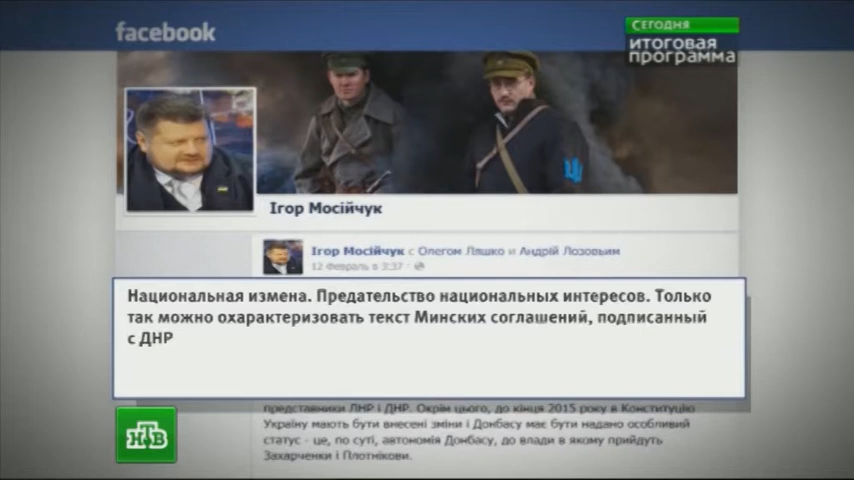 facebook
СЕГОДНЯ
ИТОГОВАЯ
ПРОГРАММА
Ігор Мосійчук
Ігор Мосійчук с Олегом Ляшко и Андрій Лозовьим
12 Февраль в 3:37
Национальная измена. Предательство национальных интересов. Только
так можно охарактеризовать текст Минских соглашений, подписанный
с ДНР
представники ЛНР і ДНР. Окрім цього, до кінця 2015 року в Конституцію
Україну мають бути внесені зміни і Донбасу має бути надано особливий
статус - це, по суті, автономія Донбасу, до влади в якому прийдуть
Захарченки і Плотнікови.
НТВ